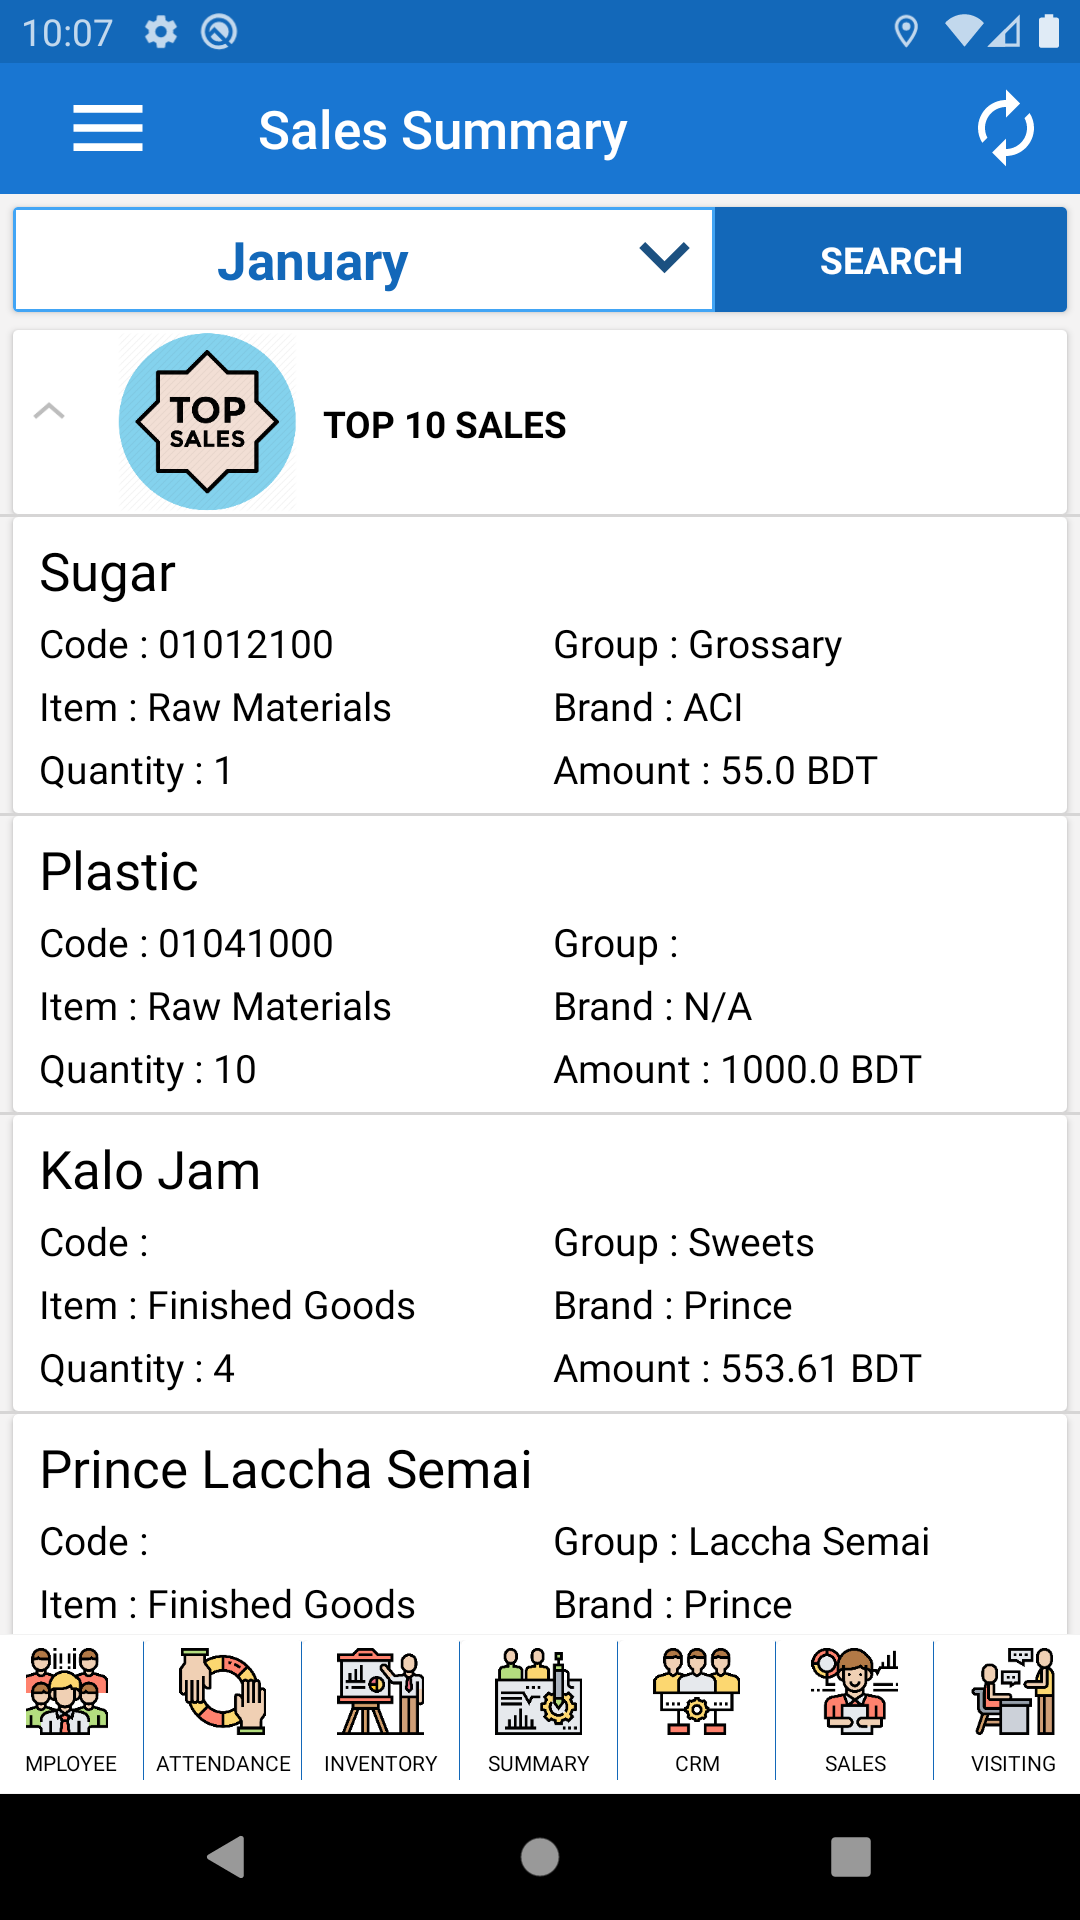 10:07
Sales Summary
January
SEARCH
TOP
SALES
TOP 10 SALES
Sugar
Code : 01012100
Group : Grossary
Item : Raw Materials
Brand : ACI
Quantity : 1
Amount : 55.0 BDT
Plastic
Code : 01041000
Group :
Item : Raw Materials
Brand : N/A
Quantity : 10
Amount : 1000.0 BDT
Kalo Jam
Code :
Group : Sweets
Item : Finished Goods
Brand : Prince
Quantity : 4
Amount : 553.61 BDT
Prince Laccha Semai
Code :
Group : Laccha Semai
Item : Finished Goods
Brand : Prince
MPLOYEE
ATTENDANCE
INVENTORY
SUMMARY
CRM
SALES
VISITING